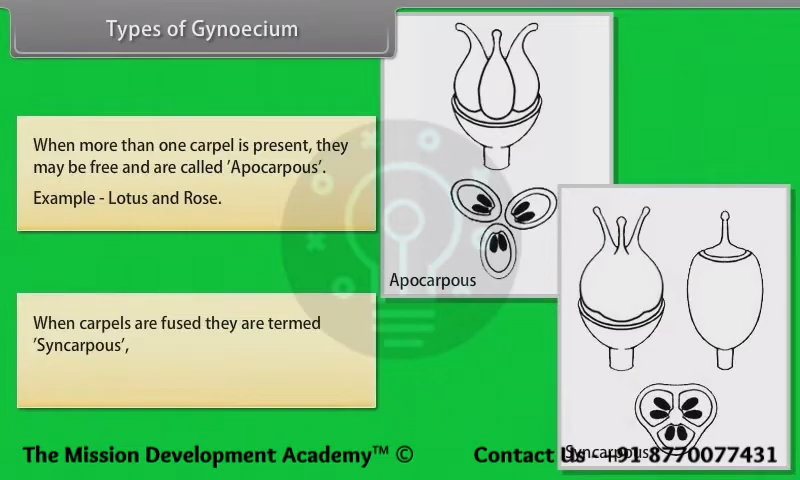 Types of Gynoecium
When more than one carpel is present, they
may be free and are called ’Apocarpous’.
Example - Lotus and Rose.
Apocarpous
When carpels are fused they are termed
’Syncarpous’,
Syncarpous
The Mission Development Academy™ ©
Contact Us - +91 8770077431